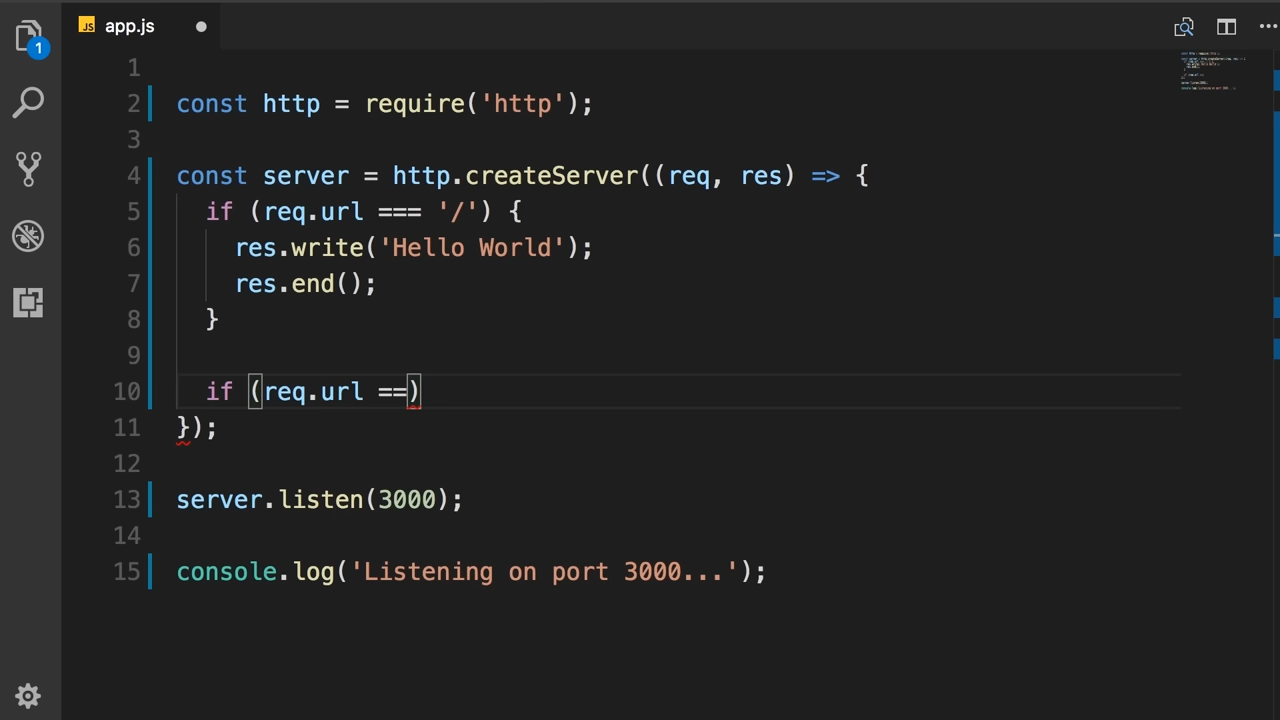 1
JS app.js
1
2 const http = require('http');
3
4 const server = http.createServer((req, res) => {
5 if (req.url === '/') {
6 res.write('Hello World');
7 res.end();
8 }
9
10 if (req.url ==)
11 });
12
13 server.listen(3000);
14
15 console.log('Listening on port 3000...');